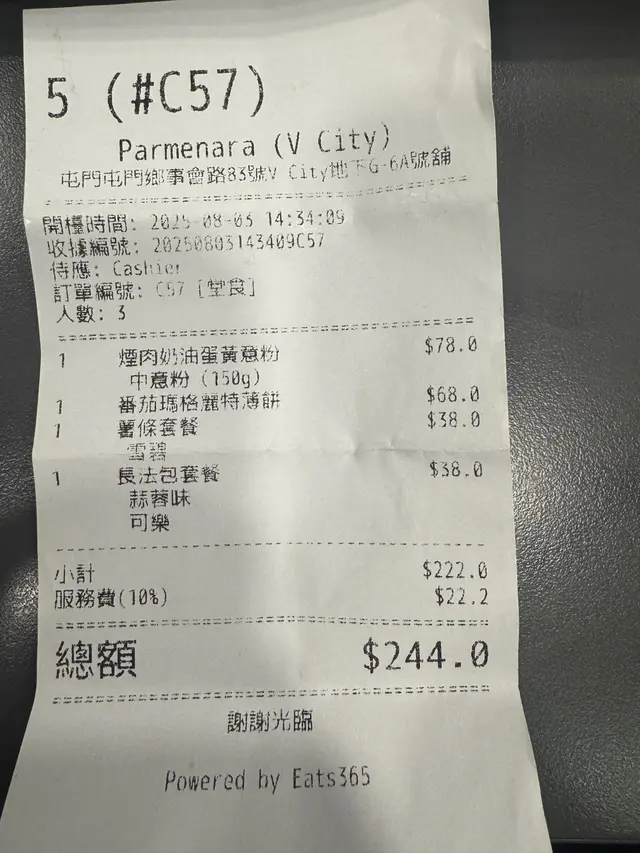 5 (#C57)
Parmenara (V City)
屯門屯門鄉事會路83號V City地下G-6A號舖
開檯時間: 2025-08-03 14:34:09
收據編號: 20250803143409C57
侍應: Cashier
訂單編號: C57 [堂食]
人數: 3
1 煙肉奶油蛋黃意粉 $78.0
中意粉 (150g)
1 番茄瑪格麗特薄餅 $68.0
1 薯條套餐 $38.0
雪碧
1 長法包套餐 $38.0
蒜蓉味
可樂
小計 $222.0
服務費(10%) $22.2
總額 $244.0
謝謝光臨
Powered by Eats365